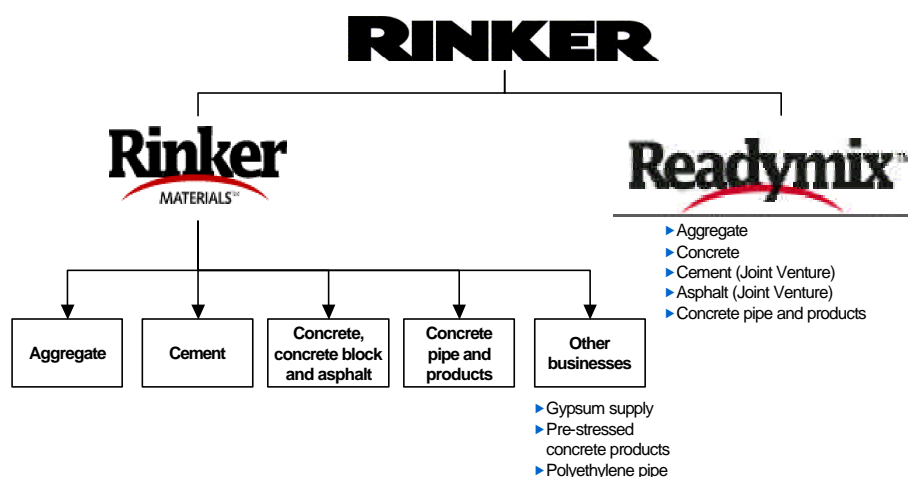 RINKER
Rinker
MATERIALS™
Readymix™
▶Aggregate
▶Concrete
▶Cement (Joint Venture)
▶Asphalt (Joint Venture)
▶Concrete pipe and products
Aggregate
Cement
Concrete,
concrete block
and asphalt
Concrete
pipe and
products
Other
businesses
▶Gypsum supply
▶Pre-stressed
concrete products
▶Polyethylene pipe